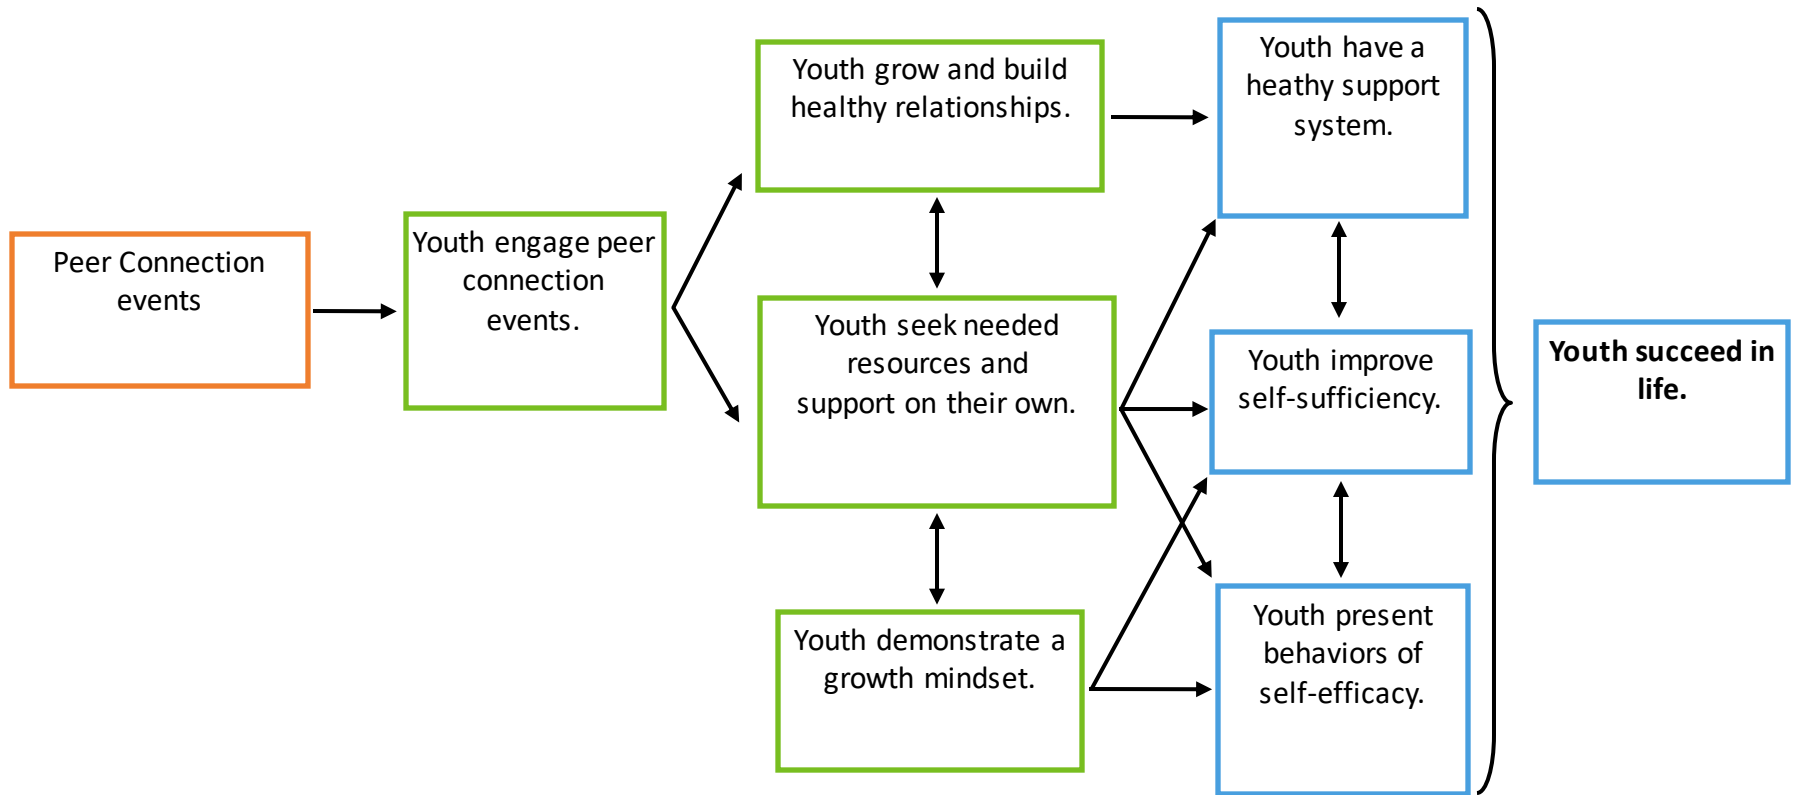 Peer Connection
events
Youth engage peer
connection
events.
Youth grow and build
healthy relationships.
Youth seek needed
resources and
support on their own.
Youth demonstrate a
growth mindset.
Youth have a
heathy support
system.
Youth improve
self-sufficiency.
Youth present
behaviors of
self-efficacy.
Youth succeed in
life.